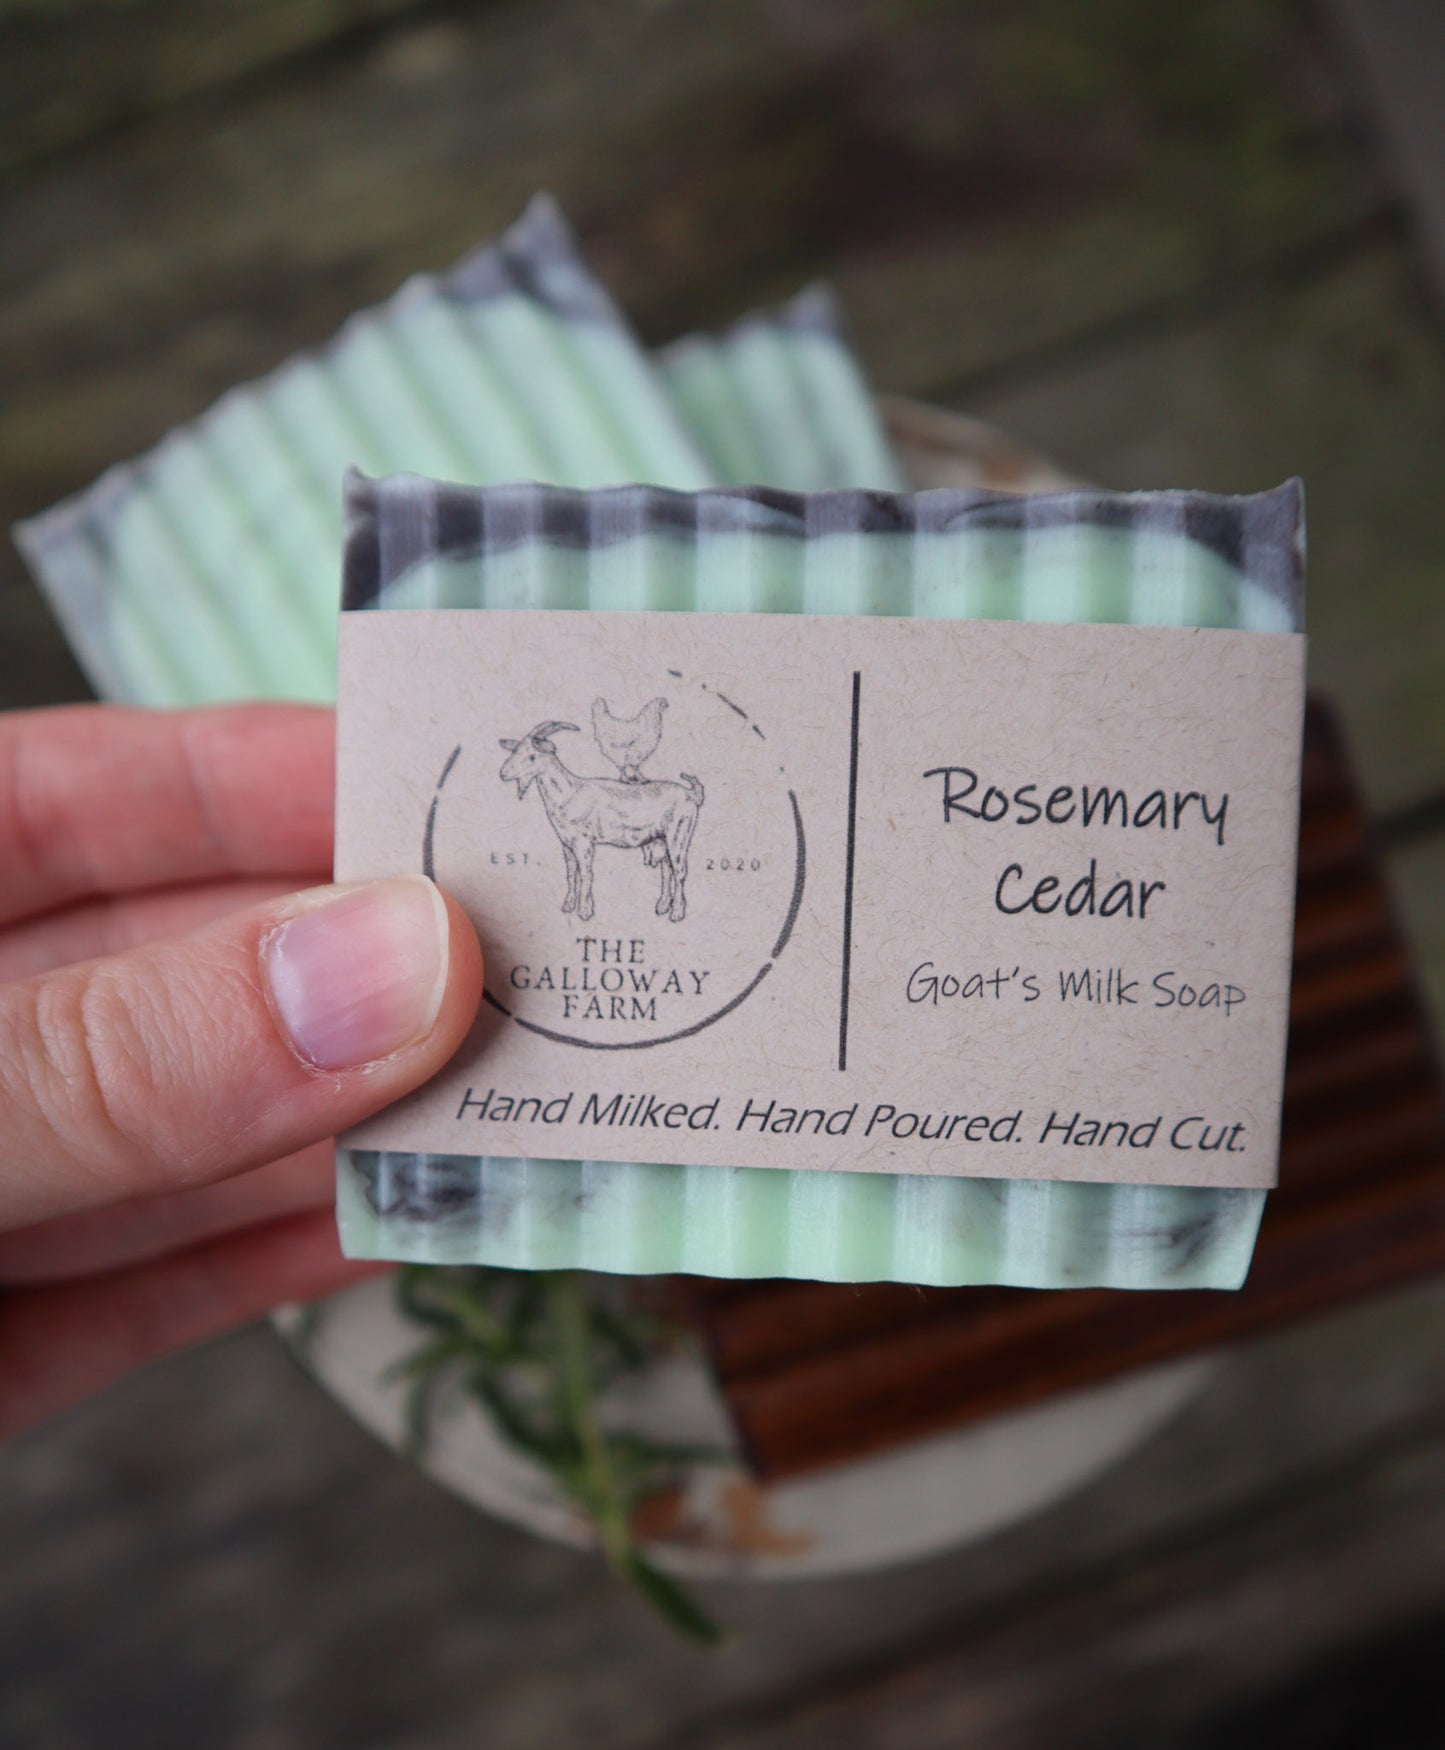 EST. 2020
THE
GALLOWAY
FARM
Rosemary
Cedar
Goat's Milk Soap
Hand Milked. Hand Poured. Hand Cut.